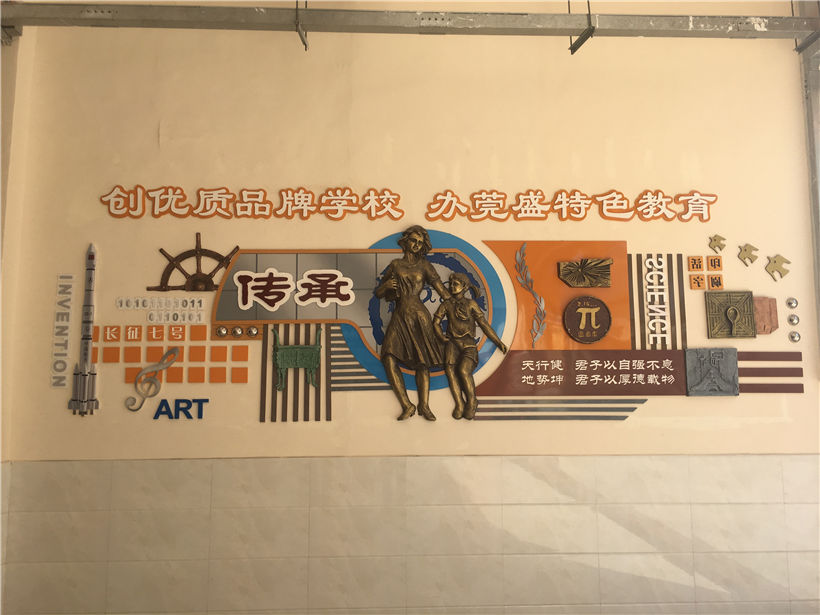 创优质品牌学校 办莞盛特色教育
传承
INVENTION
10101101011
0110101
长征七号
ART
SCIENCE
π
天行健 君子以自强不息
地势坤 君子以厚德载物